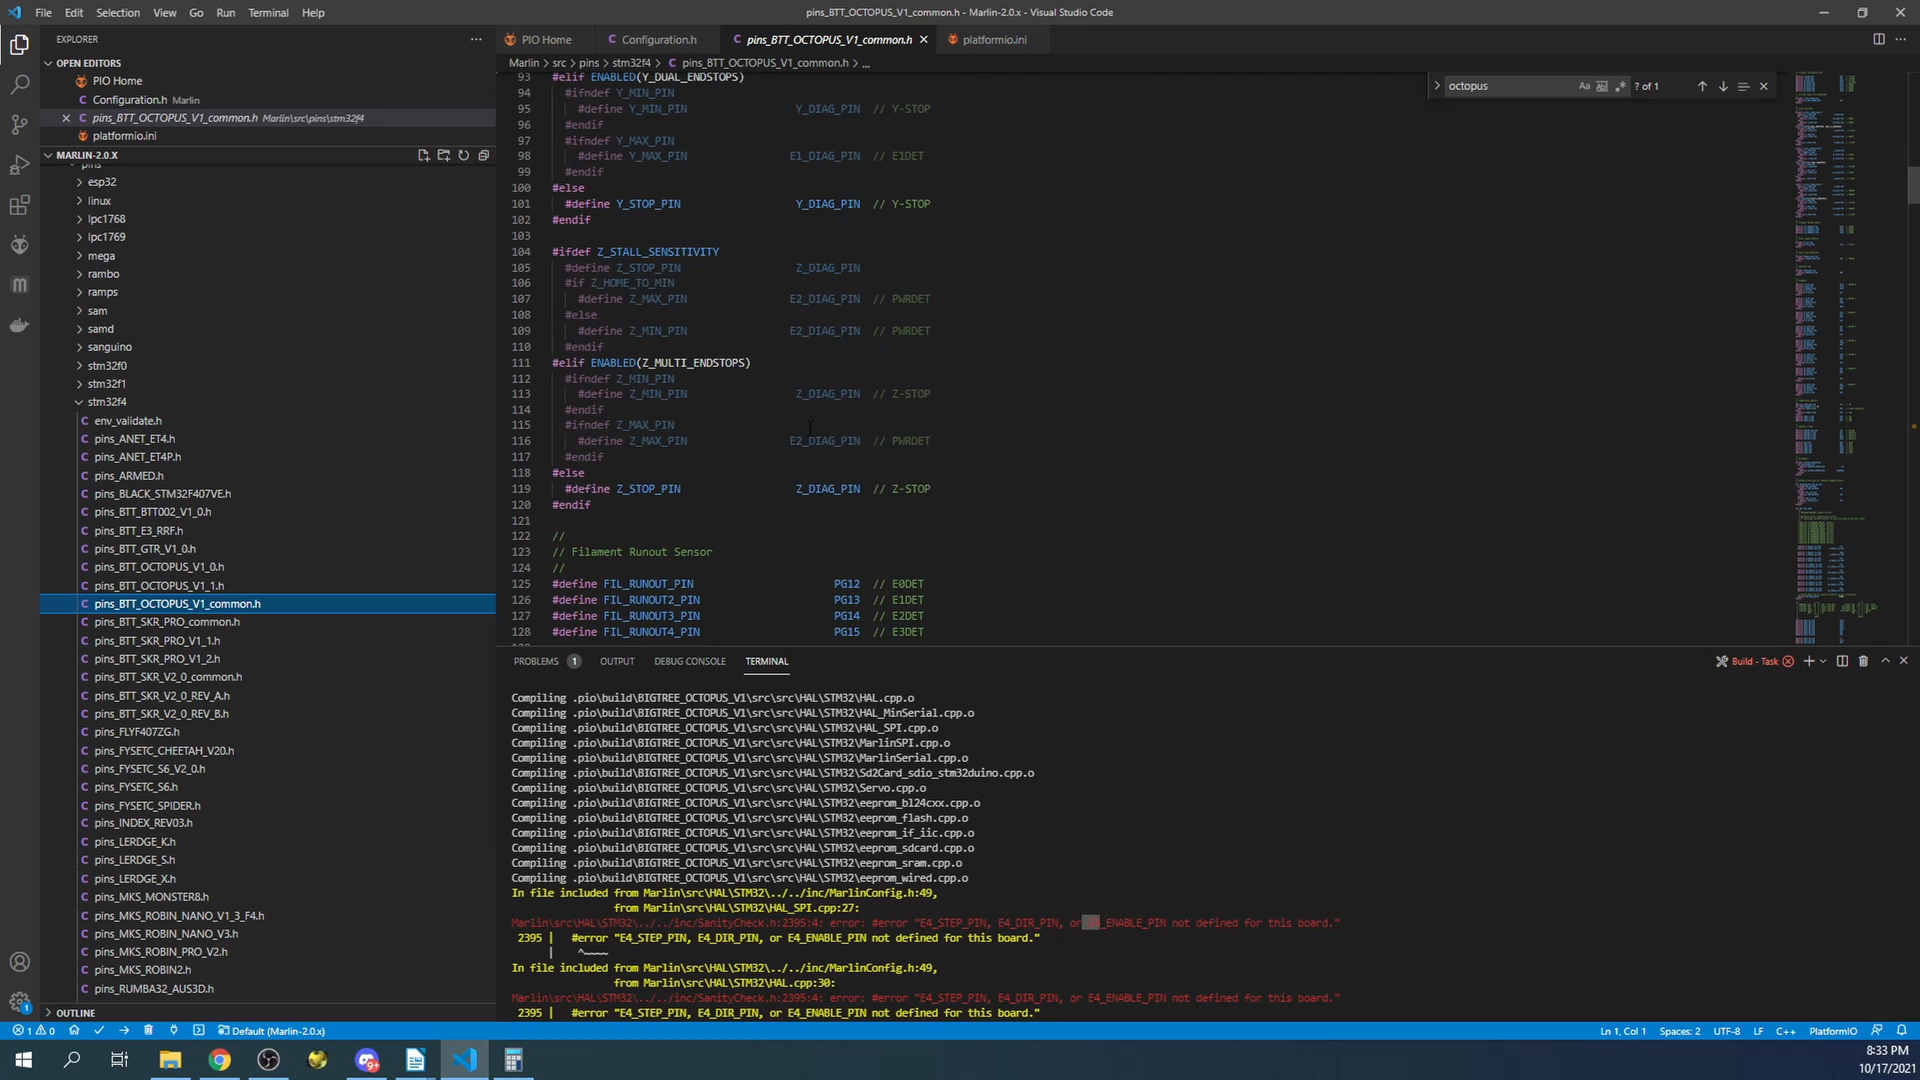 File Edit Selection View Go Run Terminal Help
pins_BTT_OCTOPUS_V1_common.h - Marlin-2.0.x - Visual Studio Code
EXPLORER
OPEN EDITORS
PIO Home
Configuration.h Marlin
pins_BTT_OCTOPUS_V1_common.h Marlin\src\pins\stm32f4
platformio.ini
MARLIN-2.0.X
pins
esp32
linux
lpc1768
lpc1769
mega
rambo
ramps
sam
samd
sanguino
stm32f0
stm32f1
stm32f4
env_validate.h
pins_ANET_ET4.h
pins_ANET_ET4P.h
pins_ARMED.h
pins_BLACK_STM32F407VE.h
pins_BTT_BTT002_V1_0.h
pins_BTT_E3_RRF.h
pins_BTT_GTR_V1_0.h
pins_BTT_OCTOPUS_V1_0.h
pins_BTT_OCTOPUS_V1_1.h
pins_BTT_OCTOPUS_V1_common.h
pins_BTT_SKR_PRO_common.h
pins_BTT_SKR_PRO_V1_1.h
pins_BTT_SKR_PRO_V1_2.h
pins_BTT_SKR_V2_0_common.h
pins_BTT_SKR_V2_0_REV_A.h
pins_BTT_SKR_V2_0_REV_B.h
pins_FLYF407ZG.h
pins_FYSETC_CHEETAH_V20.h
pins_FYSETC_S6_V2_0.h
pins_FYSETC_S6.h
pins_FYSETC_SPIDER.h
pins_INDEX_REV03.h
pins_LERDGE_K.h
pins_LERDGE_S.h
pins_LERDGE_X.h
pins_MKS_MONSTER8.h
pins_MKS_ROBIN_NANO_V1_3_F4.h
pins_MKS_ROBIN_NANO_V3.h
pins_MKS_ROBIN_PRO_V2.h
pins_MKS_ROBIN2.h
pins_RUMBA32_AUS3D.h
OUTLINE
PIO Home Configuration.h pins_BTT_OCTOPUS_V1_common.h platformio.ini
Marlin > src > pins > stm32f4 > C pins_BTT_OCTOPUS_V1_common.h > ...
octopus Aa ? of 1
93 #elif ENABLED(Y_DUAL_ENDSTOPS)
94 #ifndef Y_MIN_PIN
95 #define Y_MIN_PIN Y_DIAG_PIN // Y-STOP
96 #endif
97 #ifndef Y_MAX_PIN
98 #define Y_MAX_PIN E1_DIAG_PIN // E1DET
99 #endif
100 #else
101 #define Y_STOP_PIN Y_DIAG_PIN // Y-STOP
102 #endif
103
104 #ifdef Z_STALL_SENSITIVITY
105 #define Z_STOP_PIN Z_DIAG_PIN
106 #if Z_HOME_TO_MIN
107 #define Z_MAX_PIN E2_DIAG_PIN // PWRDET
108 #else
109 #define Z_MIN_PIN E2_DIAG_PIN // PWRDET
110 #endif
111 #elif ENABLED(Z_MULTI_ENDSTOPS)
112 #ifndef Z_MIN_PIN
113 #define Z_MIN_PIN Z_DIAG_PIN // Z-STOP
114 #endif
115 #ifndef Z_MAX_PIN
116 #define Z_MAX_PIN E2_DIAG_PIN // PWRDET
117 #endif
118 #else
119 #define Z_STOP_PIN Z_DIAG_PIN // Z-STOP
120 #endif
121
122 //
123 // Filament Runout Sensor
124 //
125 #define FIL_RUNOUT_PIN PG12 // E0DET
126 #define FIL_RUNOUT2_PIN PG13 // E1DET
127 #define FIL_RUNOUT3_PIN PG14 // E2DET
128 #define FIL_RUNOUT4_PIN PG15 // E3DET
PROBLEMS 1 OUTPUT DEBUG CONSOLE TERMINAL
Build - Task
Compiling .pio\build\BIGTREE_OCTOPUS_V1\src\src\HAL\STM32\HAL.cpp.o
Compiling .pio\build\BIGTREE_OCTOPUS_V1\src\src\HAL\STM32\HAL_MinSerial.cpp.o
Compiling .pio\build\BIGTREE_OCTOPUS_V1\src\src\HAL\STM32\HAL_SPI.cpp.o
Compiling .pio\build\BIGTREE_OCTOPUS_V1\src\src\HAL\STM32\MarlinSPI.cpp.o
Compiling .pio\build\BIGTREE_OCTOPUS_V1\src\src\HAL\STM32\MarlinSerial.cpp.o
Compiling .pio\build\BIGTREE_OCTOPUS_V1\src\src\HAL\STM32\Sd2Card_sdio_stm32duino.cpp.o
Compiling .pio\build\BIGTREE_OCTOPUS_V1\src\src\HAL\STM32\Servo.cpp.o
Compiling .pio\build\BIGTREE_OCTOPUS_V1\src\src\HAL\STM32\eeprom_bl24cxx.cpp.o
Compiling .pio\build\BIGTREE_OCTOPUS_V1\src\src\HAL\STM32\eeprom_flash.cpp.o
Compiling .pio\build\BIGTREE_OCTOPUS_V1\src\src\HAL\STM32\eeprom_if_iic.cpp.o
Compiling .pio\build\BIGTREE_OCTOPUS_V1\src\src\HAL\STM32\eeprom_sdcard.cpp.o
Compiling .pio\build\BIGTREE_OCTOPUS_V1\src\src\HAL\STM32\eeprom_sram.cpp.o
Compiling .pio\build\BIGTREE_OCTOPUS_V1\src\src\HAL\STM32\eeprom_wired.cpp.o
In file included from Marlin\src\HAL\STM32\../../inc/MarlinConfig.h:49,
from Marlin\src\HAL\STM32\HAL_SPI.cpp:27:
Marlin\src\HAL\STM32\../../inc/SanityCheck.h:2395:4: error: #error "E4_STEP_PIN, E4_DIR_PIN, or E4_ENABLE_PIN not defined for this board."
2395 | #error "E4_STEP_PIN, E4_DIR_PIN, or E4_ENABLE_PIN not defined for this board."
| ^~~~~
In file included from Marlin\src\HAL\STM32\../../inc/MarlinConfig.h:49,
from Marlin\src\HAL\STM32\HAL.cpp:30:
Marlin\src\HAL\STM32\../../inc/SanityCheck.h:2395:4: error: #error "E4_STEP_PIN, E4_DIR_PIN, or E4_ENABLE_PIN not defined for this board."
2395 | #error "E4_STEP_PIN, E4_DIR_PIN, or E4_ENABLE_PIN not defined for this board."
1 0 Default (Marlin-2.0.x) Ln 1, Col 1 Spaces: 2 UTF-8 LF C++ PlatformIO
8:33 PM
10/17/2021